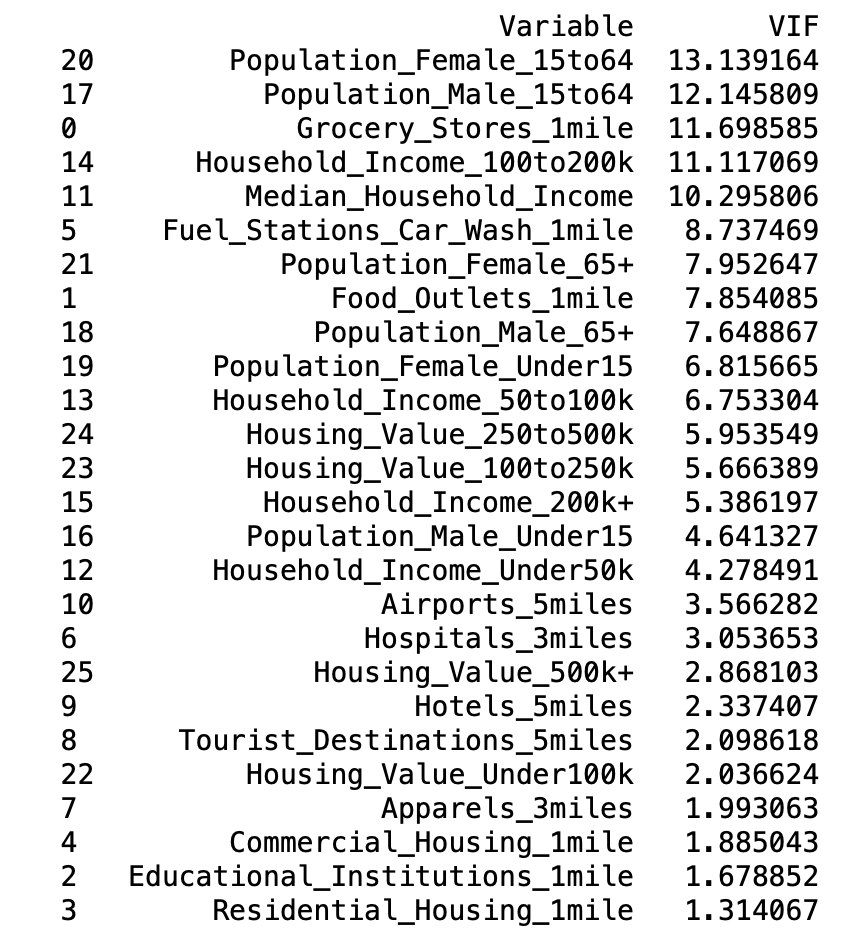 Variable VIF
20 Population_Female_15to64 13.139164
17 Population_Male_15to64 12.145809
0 Grocery_Stores_1mile 11.698585
14 Household_Income_100to200k 11.117069
11 Median_Household_Income 10.295806
5 Fuel_Stations_Car_Wash_1mile 8.737469
21 Population_Female_65+ 7.952647
1 Food_Outlets_1mile 7.854085
18 Population_Male_65+ 7.648867
19 Population_Female_Under15 6.815665
13 Household_Income_50to100k 6.753304
24 Housing_Value_250to500k 5.953549
23 Housing_Value_100to250k 5.666389
15 Household_Income_200k+ 5.386197
16 Population_Male_Under15 4.641327
12 Household_Income_Under50k 4.278491
10 Airports_5miles 3.566282
6 Hospitals_3miles 3.053653
25 Housing_Value_500k+ 2.868103
9 Hotels_5miles 2.337407
8 Tourist_Destinations_5miles 2.098618
22 Housing_Value_Under100k 2.036624
7 Apparels_3miles 1.993063
4 Commercial_Housing_1mile 1.885043
2 Educational_Institutions_1mile 1.678852
3 Residential_Housing_1mile 1.314067